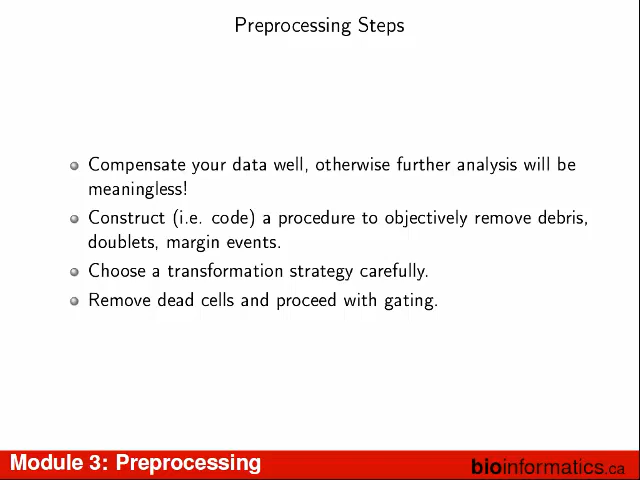 Preprocessing Steps
Compensate your data well, otherwise further analysis will be
meaningless!
Construct (i.e. code) a procedure to objectively remove debris,
doublets, margin events.
Choose a transformation strategy carefully.
Remove dead cells and proceed with gating.
Module 3: Preprocessing
bioinformatics.ca